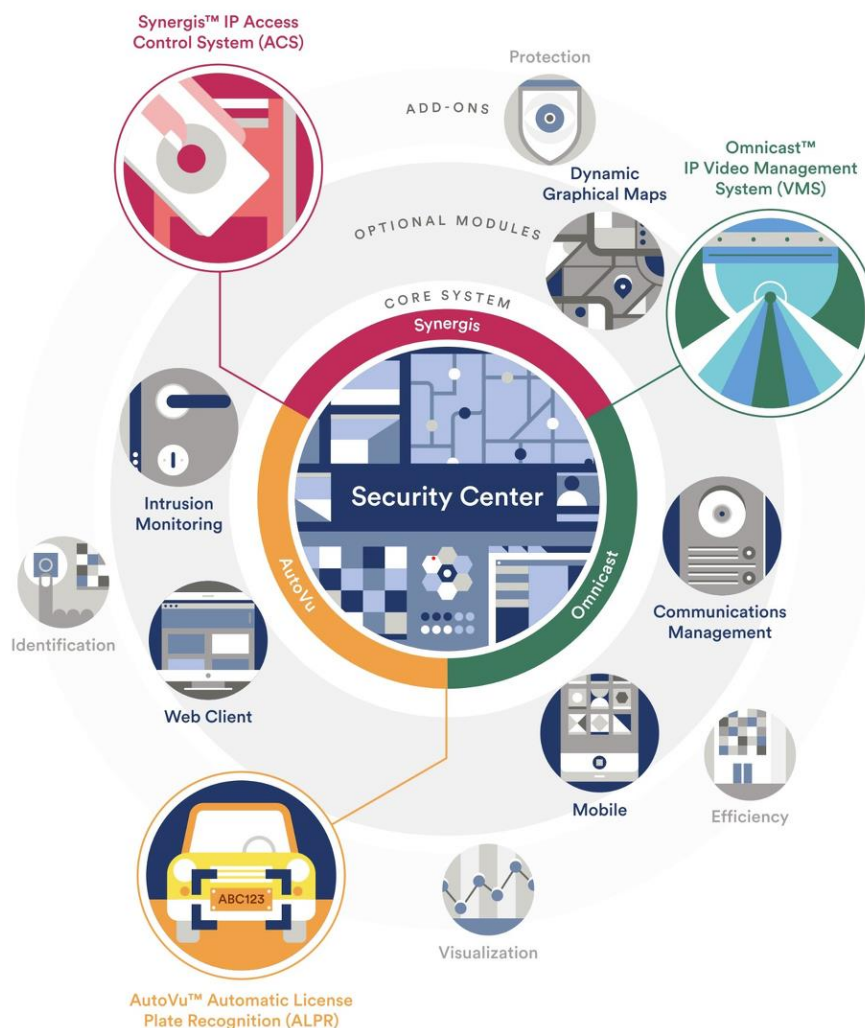 Synergis™ IP Access
Control System (ACS)
Protection
ADD-ONS
Omnicast™
IP Video Management
System (VMS)
Dynamic
Graphical Maps
OPTIONAL MODULES
CORE SYSTEM
Synergis
Security Center
Intrusion
Monitoring
AutoVu
Omnicast
Communications
Management
Identification
Web Client
Mobile
Efficiency
ABC123
Visualization
AutoVu™ Automatic License
Plate Recognition (ALPR)